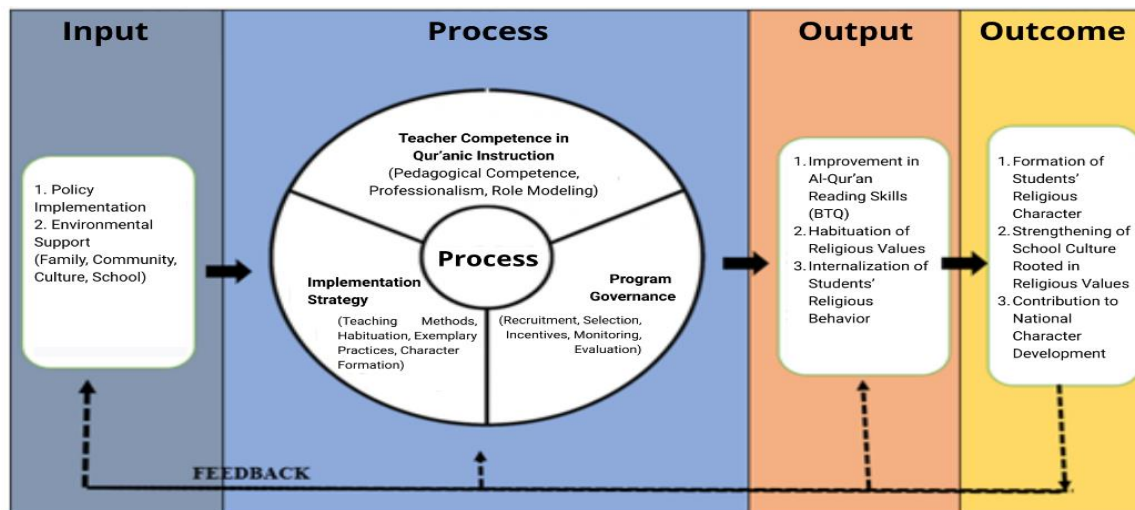 Input
Process
Output
Outcome
1. Policy
Implementation
2. Environmental
Support
(Family, Community,
Culture, School)
Teacher Competence in
Qur'anic Instruction
(Pedagogical Competence,
Professionalism, Role Modeling)
Process
Implementation
Strategy
(Teaching Methods,
Habituation, Exemplary
Practices, Character
Formation)
Program
Governance
(Recruitment, Selection,
Incentives, Monitoring,
Evaluation)
1. Improvement in
Al-Qur'an
Reading Skills
(BTQ)
2. Habituation of
Religious Values
3. Internalization of
Students'
Religious
Behavior
1. Formation of
Students'
Religious
Character
2. Strengthening of
School Culture
Rooted in
Religious Values
3. Contribution to
National
Character
Development
FEEDBACK